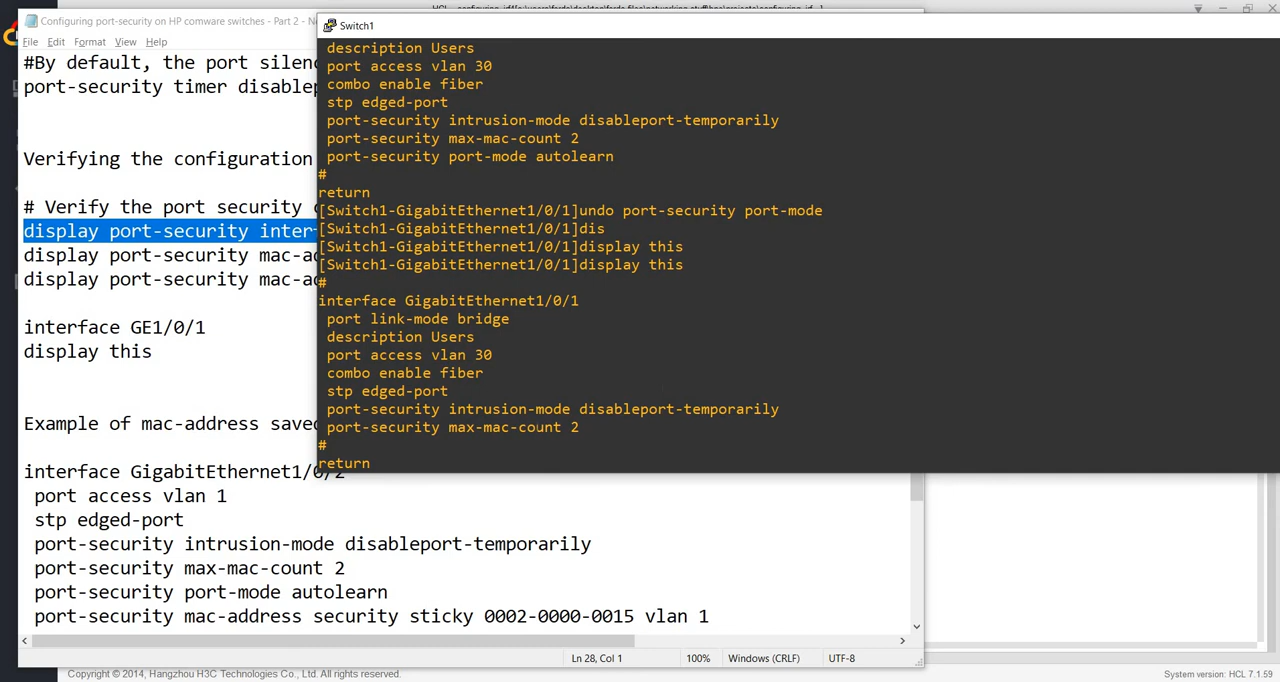 Configuring port-security on HP comware switches - Part 2 - N
File Edit Format View Help
#By default, the port silen
port-security timer disablep
Verifying the configuration
# Verify the port security
display port-security inter
display port-security mac-a
display port-security mac-a
interface GE1/0/1
display this
Example of mac-address saved
interface GigabitEthernet1/0/2
port access vlan 1
stp edged-port
port-security intrusion-mode disableport-temporarily
port-security max-mac-count 2
port-security port-mode autolearn
port-security mac-address security sticky 0002-0000-0015 vlan 1
Ln 28, Col 1 100% Windows (CRLF) UTF-8
Switch1
description Users
port access vlan 30
combo enable fiber
stp edged-port
port-security intrusion-mode disableport-temporarily
port-security max-mac-count 2
port-security port-mode autolearn
#
return
[Switch1-GigabitEthernet1/0/1]undo port-security port-mode
[Switch1-GigabitEthernet1/0/1]dis
[Switch1-GigabitEthernet1/0/1]display this
[Switch1-GigabitEthernet1/0/1]display this
#
interface GigabitEthernet1/0/1
port link-mode bridge
description Users
port access vlan 30
combo enable fiber
stp edged-port
port-security intrusion-mode disableport-temporarily
port-security max-mac-count 2
#
return
Copyright © 2014, Hangzhou H3C Technologies Co., Ltd. All rights reserved.
System version: HCL 7.1.59